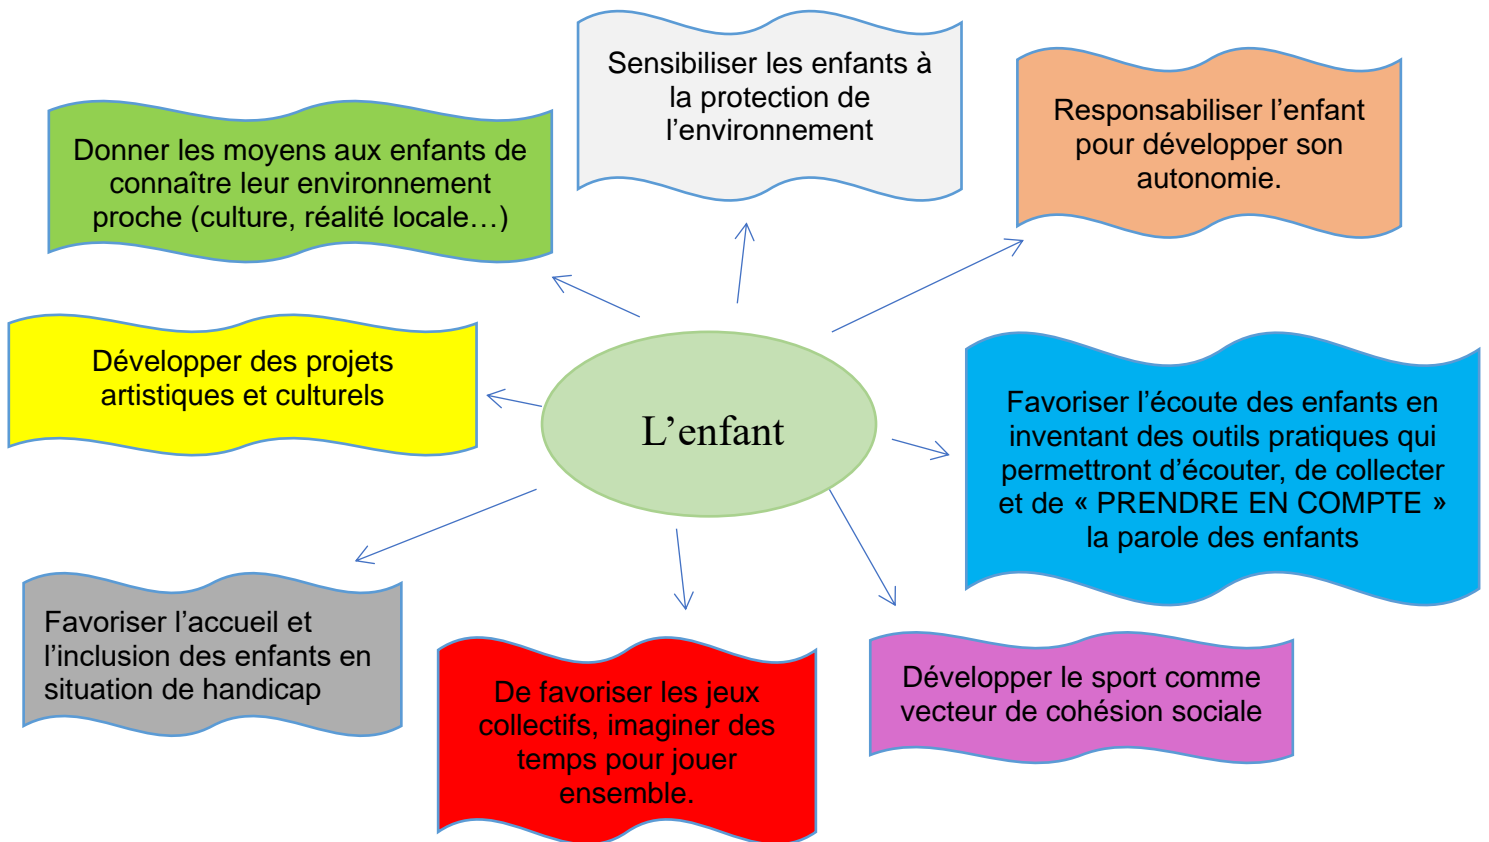 Sensibiliser les enfants à
la protection de
l’environnement
Responsabiliser l’enfant
pour développer son
autonomie.
Donner les moyens aux enfants de
connaître leur environnement
proche (culture, réalité locale…)
Développer des projets
artistiques et culturels
L’enfant
Favoriser l’écoute des enfants en
inventant des outils pratiques qui
permettront d’écouter, de collecter
et de « PRENDRE EN COMPTE »
la parole des enfants
Favoriser l’accueil et
l’inclusion des enfants en
situation de handicap
De favoriser les jeux
collectifs, imaginer des
temps pour jouer
ensemble.
Développer le sport comme
vecteur de cohésion sociale